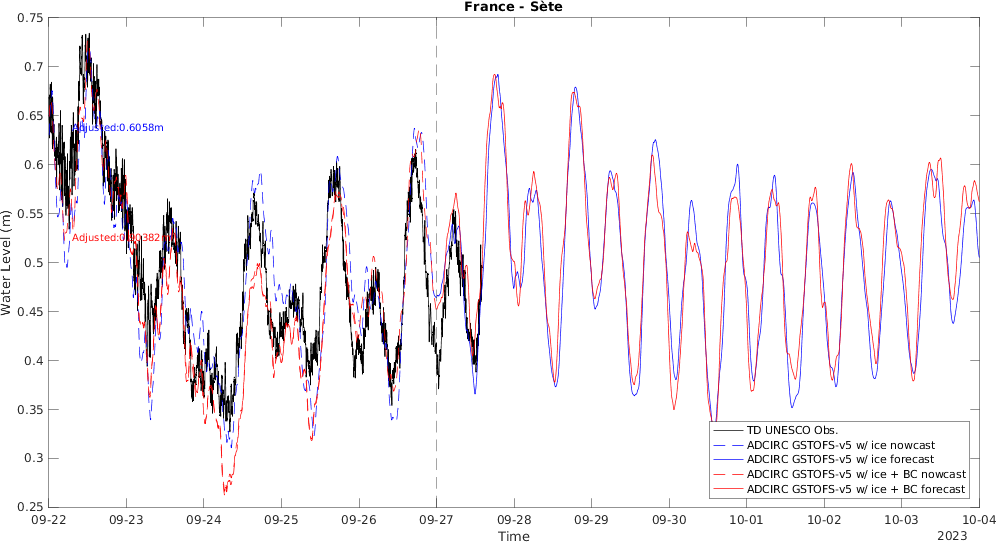 France - Sète
0.75
0.7
0.65
0.6
0.55
0.5
0.45
0.4
0.35
0.3
0.25
Water Level (m)
Adjusted:0.6058m
TD UNESCO Obs.
ADCIRC GSTOFS-v5 w/ ice nowcast
ADCIRC GSTOFS-v5 w/ ice forecast
ADCIRC GSTOFS-v5 w/ ice + BC nowcast
ADCIRC GSTOFS-v5 w/ ice + BC forecast
09-22 09-23 09-24 09-25 09-26 09-27 09-28 09-29 09-30 10-01 10-02 10-03 10-04
Time
2023